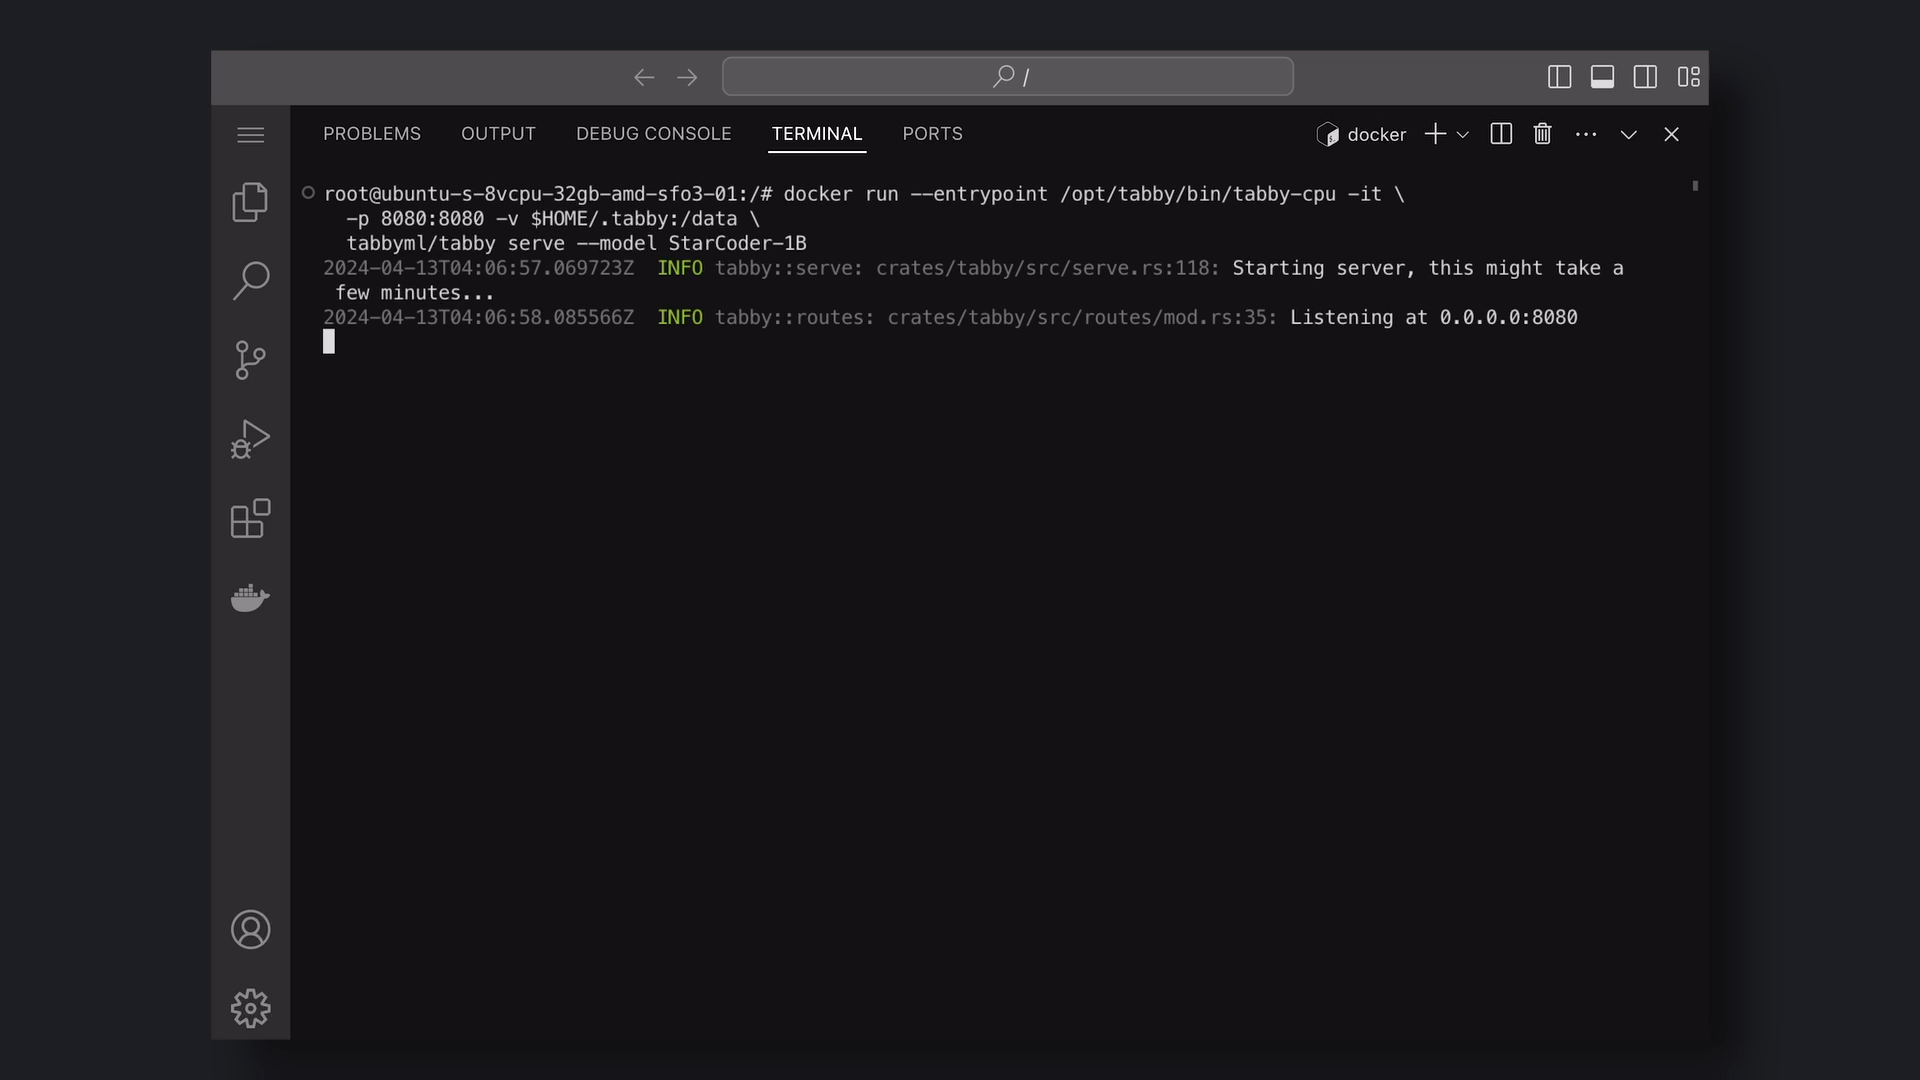 /
PROBLEMS OUTPUT DEBUG CONSOLE TERMINAL PORTS docker
root@ubuntu-s-8vcpu-32gb-amd-sfo3-01:/# docker run --entrypoint /opt/tabby/bin/tabby-cpu -it \
  -p 8080:8080 -v $HOME/.tabby:/data \
  tabbyml/tabby serve --model StarCoder-1B
2024-04-13T04:06:57.069723Z  INFO tabby::serve: crates/tabby/src/serve.rs:118: Starting server, this might take a
 few minutes...
2024-04-13T04:06:58.085566Z  INFO tabby::routes: crates/tabby/src/routes/mod.rs:35: Listening at 0.0.0.0:8080